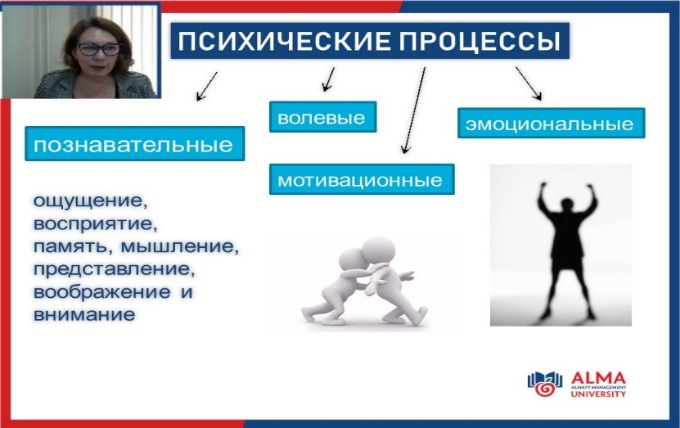 ПСИХИЧЕСКИЕ ПРОЦЕССЫ
познавательные
волевые
мотивационные
эмоциональные
ощущение,
восприятие,
память, мышление,
представление,
воображение и
внимание
ALMA
ALMATY MANAGEMENT
UNIVERSITY